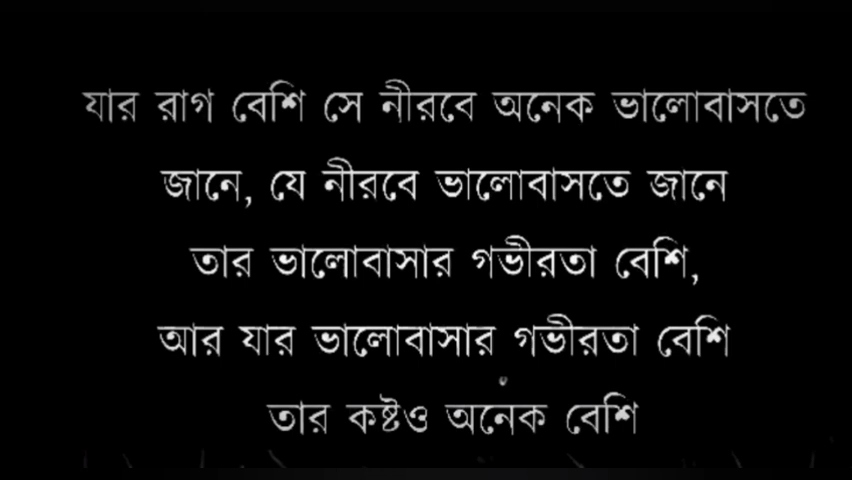 যার রাগ বেশি সে নীরবে অনেক ভালোবাসতে
জানে, যে নীরবে ভালোবাসতে জানে
তার ভালোবাসার গভীরতা বেশি,
আর যার ভালোবাসার গভীরতা বেশি
তার কষ্টও অনেক বেশি